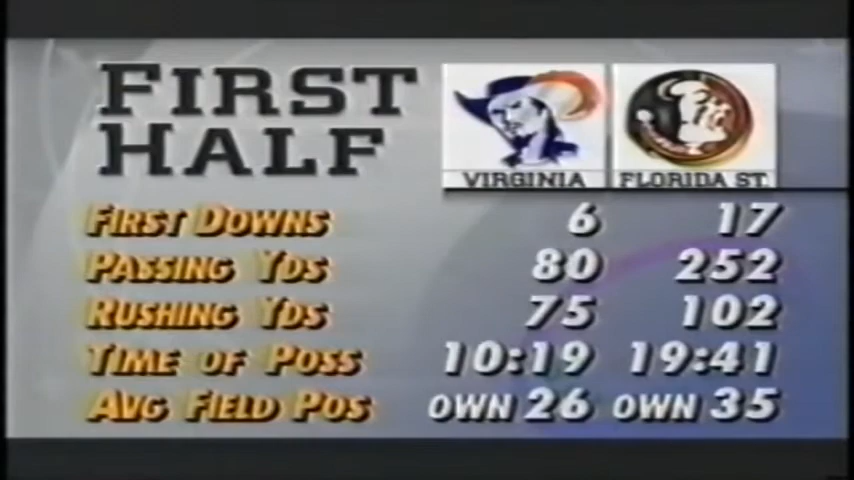 FIRST
HALF
VIRGINIA FLORIDA ST.
FIRST DOWNS 6 17
PASSING YDS 80 252
RUSHING YDS 75 102
TIME OF POSS 10:19 19:41
AVG FIELD POS OWN 26 OWN 35